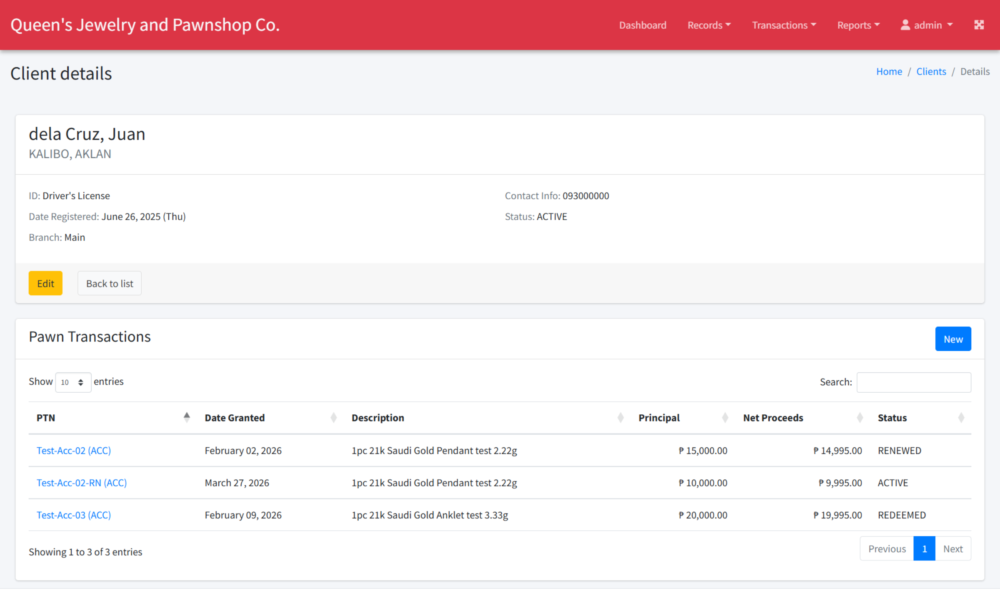 Queen's Jewelry and Pawnshop Co. Dashboard Records Transactions Reports admin
Client details Home / Clients / Details
dela Cruz, Juan
KALIBO, AKLAN
ID: Driver's License Contact Info: 093000000
Date Registered: June 26, 2025 (Thu) Status: ACTIVE
Branch: Main
Edit Back to list
Pawn Transactions New
Show 10 entries Search:
PTN Date Granted Description Principal Net Proceeds Status
Test-Acc-02 (ACC) February 02, 2026 1pc 21k Saudi Gold Pendant test 2.22g ₱ 15,000.00 ₱ 14,995.00 RENEWED
Test-Acc-02-RN (ACC) March 27, 2026 1pc 21k Saudi Gold Pendant test 2.22g ₱ 10,000.00 ₱ 9,995.00 ACTIVE
Test-Acc-03 (ACC) February 09, 2026 1pc 21k Saudi Gold Anklet test 3.33g ₱ 20,000.00 ₱ 19,995.00 REDEEMED
Showing 1 to 3 of 3 entries Previous 1 Next